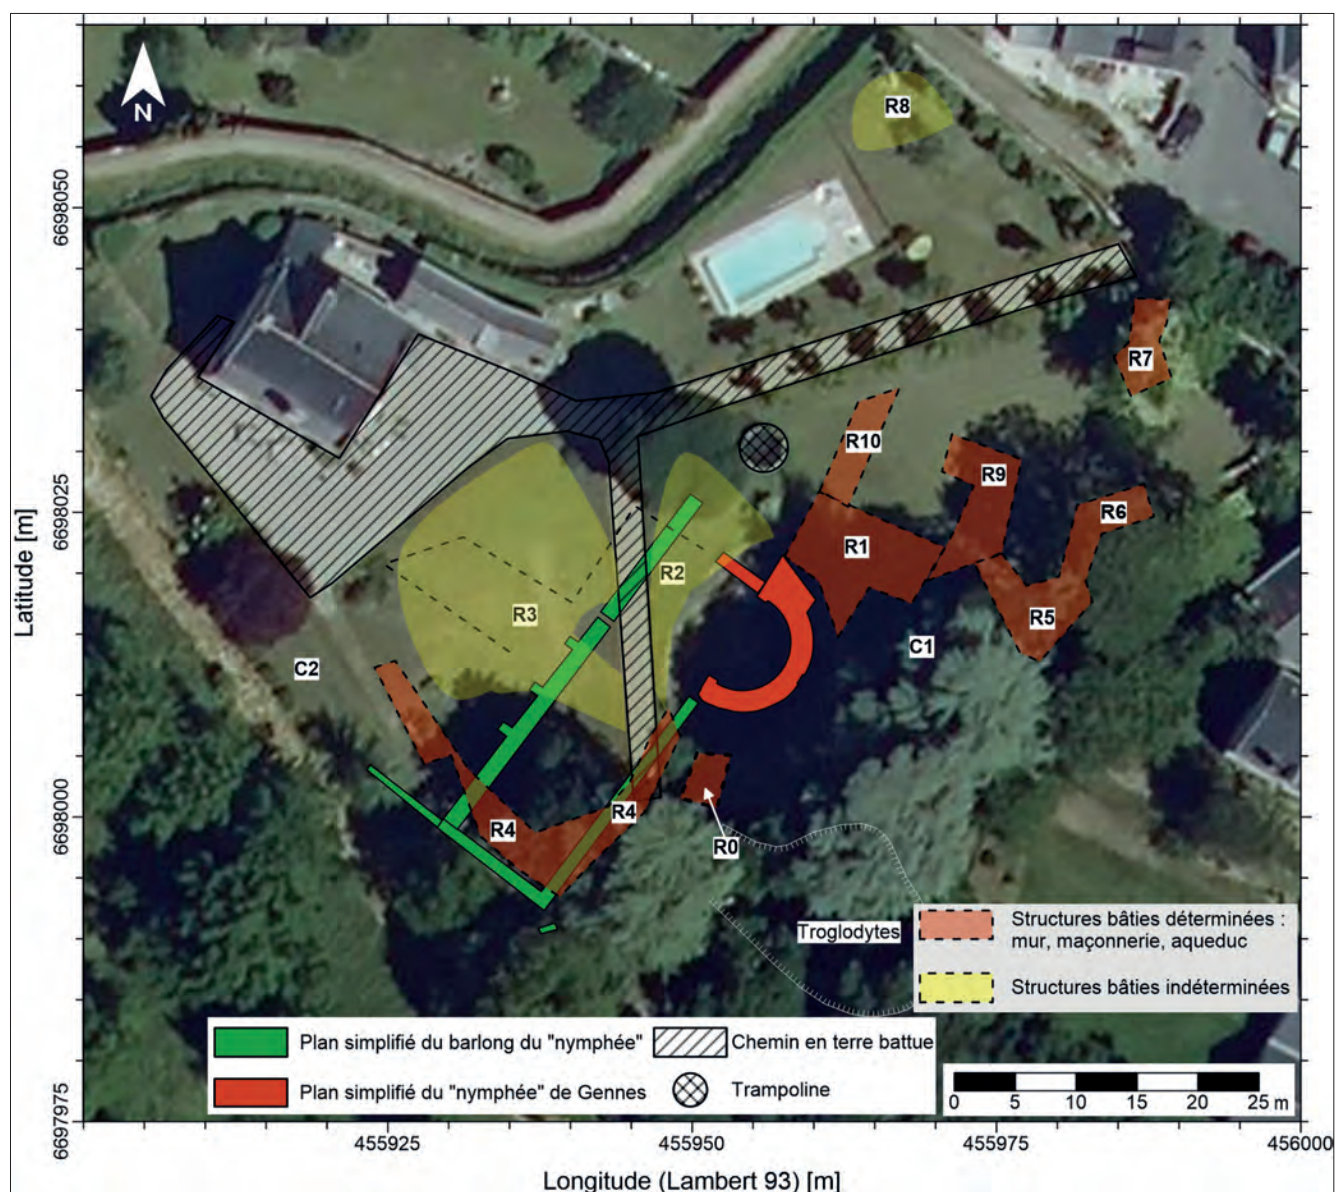 N
R8
R7
R10
R9
R6
R1
R2
R3
R5
C1
C2
R4
R4
R0
Troglodytes
Structures bâties déterminées :
mur, maçonnerie, aqueduc
Structures bâties indéterminées
Plan simplifié du barlong du "nymphée"
Chemin en terre battue
Plan simplifié du "nymphée" de Gennes
Trampoline
0 5 10 15 20 25 m
6698050
6698025
6698000
6697975
Latitude [m]
455925 455950 455975 456000
Longitude (Lambert 93) [m]